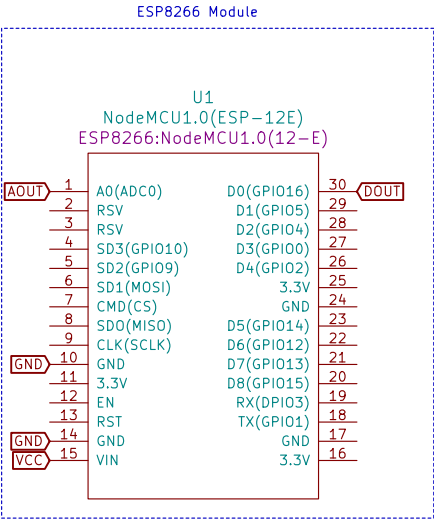 ESP8266 Module
U1
NodeMCU1.0(ESP-12E)
ESP8266:NodeMCU1.0(12-E)
AOUT 1 A0(ADC0) D0(GPIO16) 30 DOUT
2 RSV D1(GPIO5) 29
3 RSV D2(GPIO4) 28
4 SD3(GPIO10) D3(GPIO0) 27
5 SD2(GPIO9) D4(GPIO2) 26
6 SD1(MOSI) 3.3V 25
7 CMD(CS) GND 24
8 SDO(MISO) D5(GPIO14) 23
9 CLK(SCLK) D6(GPIO12) 22
GND 10 GND D7(GPIO13) 21
11 3.3V D8(GPIO15) 20
12 EN RX(DPIO3) 19
13 RST TX(GPIO1) 18
GND 14 GND GND 17
VCC 15 VIN 3.3V 16